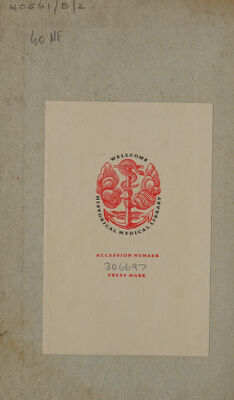 40561/B/2
40 NF
WELLCOME
HISTORICAL MEDICAL LIBRARY
ACCESSION NUMBER
306697
PRESS MARK